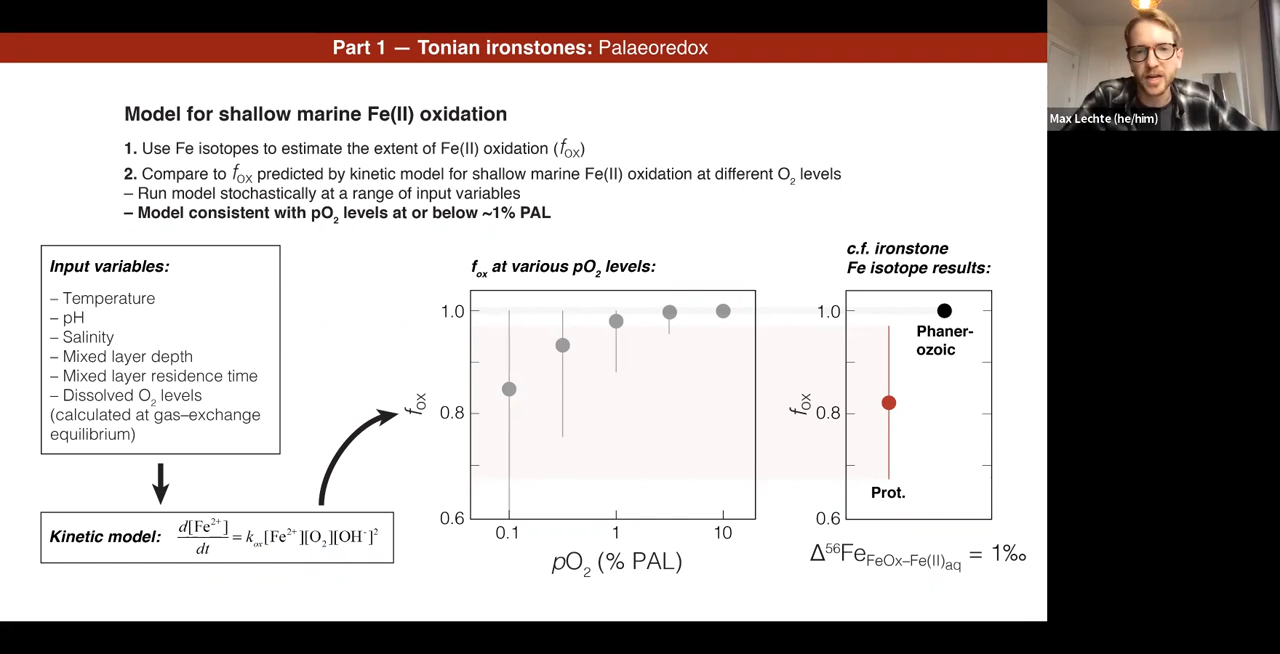 Part 1 — Tonian ironstones: Palaeoredox
Max Lechte (he/him)
Model for shallow marine Fe(II) oxidation
1. Use Fe isotopes to estimate the extent of Fe(II) oxidation (fOX)
2. Compare to fOX predicted by kinetic model for shallow marine Fe(II) oxidation at different O2 levels
– Run model stochastically at a range of input variables
– Model consistent with pO2 levels at or below ~1% PAL
Input variables:
– Temperature
– pH
– Salinity
– Mixed layer depth
– Mixed layer residence time
– Dissolved O2 levels
(calculated at gas–exchange
equilibrium)
Kinetic model: d[Fe2+]/dt = kox[Fe2+][O2][OH-]2
fox at various pO2 levels:
1.0
0.8
0.6
fOX
0.1 1 10
pO2 (% PAL)
c.f. ironstone
Fe isotope results:
1.0
0.8
0.6
fOX
Phaner-
ozoic
Prot.
Δ56FeFeOx–Fe(II)aq = 1‰